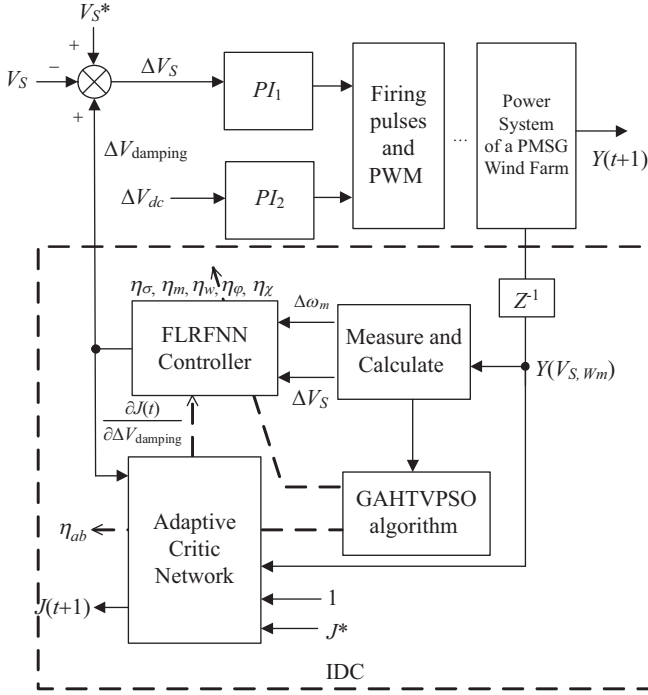 V_S*
+
V_S
−
ΔV_S
+
ΔV_damping
PI_1
Firing
pulses
and
PWM
...
Power
System
of a PMSG
Wind Farm
Y(t+1)
ΔV_dc
PI_2
η_σ, η_m, η_w, η_φ, η_χ
Z^-1
FLRFNN
Controller
Δω_m
Measure and
Calculate
ΔV_S
Y(V_S, Wm)
∂J(t)
∂ΔV_damping
GAHTVPSO
algorithm
η_ab
Adaptive
Critic
Network
J(t+1)
1
J*
IDC